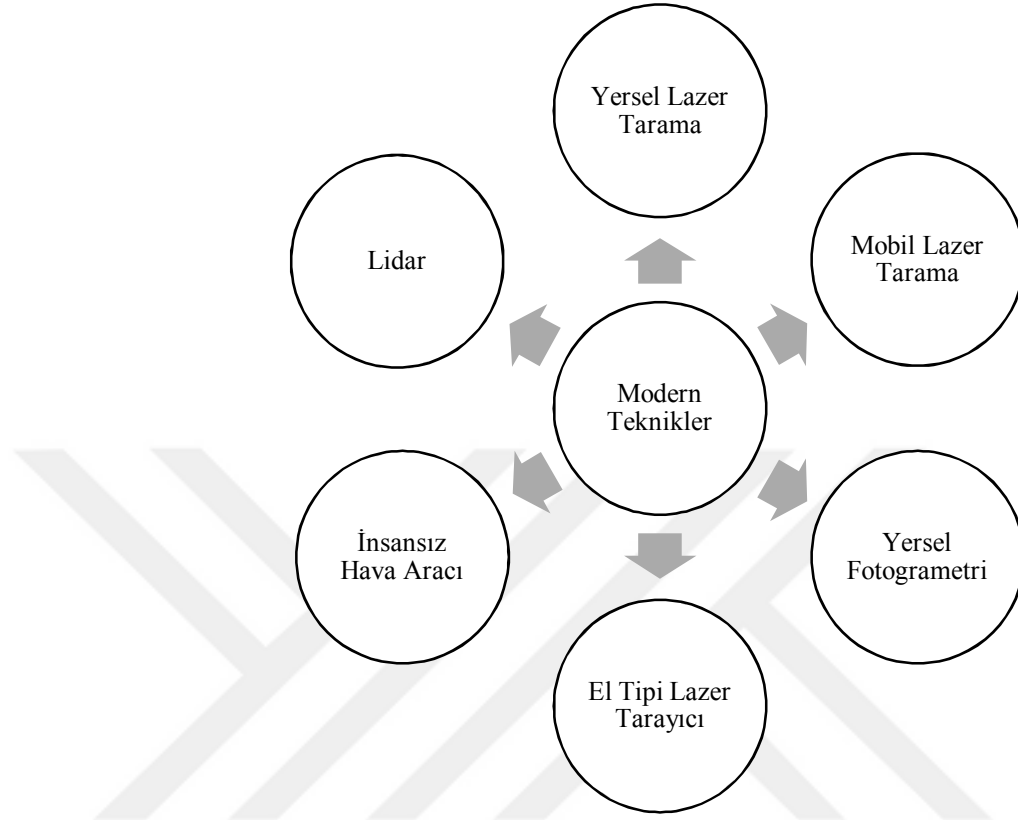 Yersel Lazer
Tarama
Lidar
Mobil Lazer
Tarama
Modern
Teknikler
İnsansız
Hava Aracı
Yersel
Fotogrametri
El Tipi Lazer
Tarayıcı